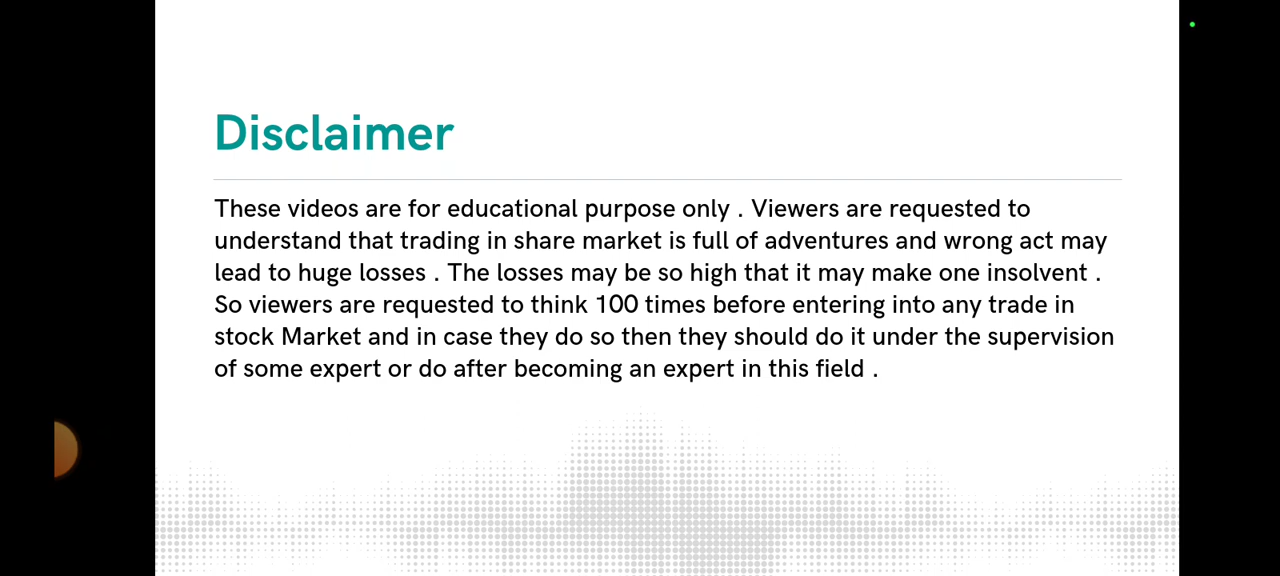 Disclaimer
These videos are for educational purpose only . Viewers are requested to
understand that trading in share market is full of adventures and wrong act may
lead to huge losses . The losses may be so high that it may make one insolvent .
So viewers are requested to think 100 times before entering into any trade in
stock Market and in case they do so then they should do it under the supervision
of some expert or do after becoming an expert in this field .